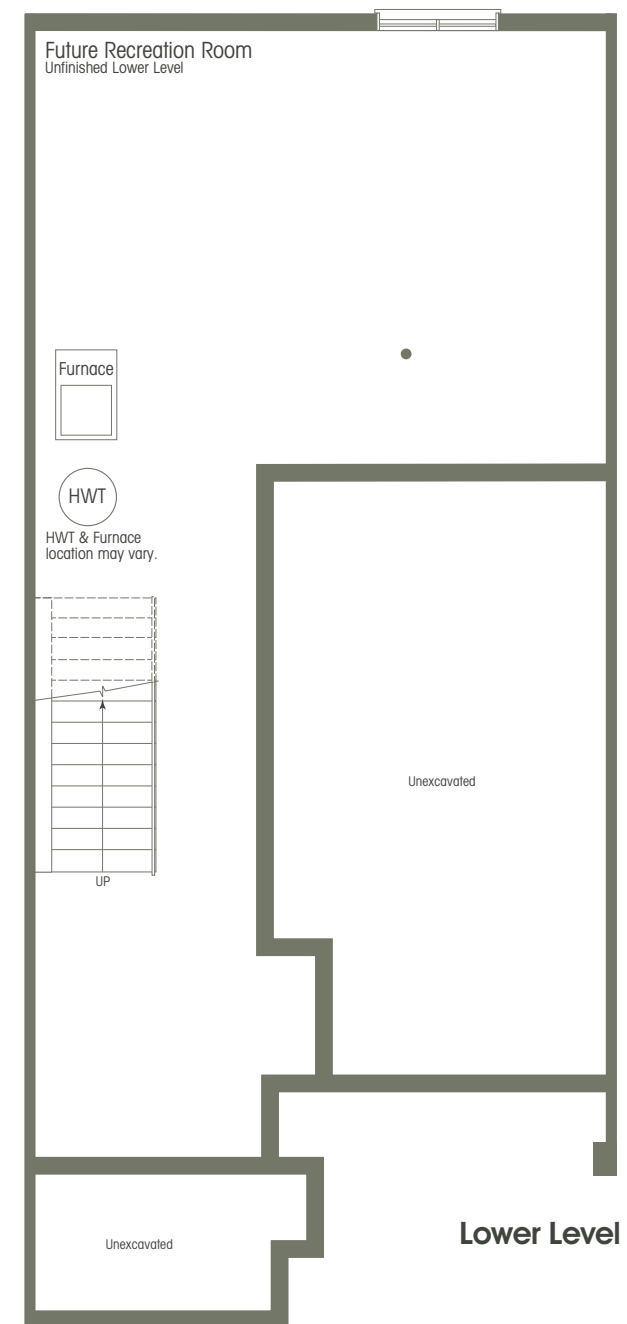 Future Recreation Room
Unfinished Lower Level
Furnace
HWT
HWT & Furnace
location may vary.
Unexcavated
UP
Lower Level
Unexcavated